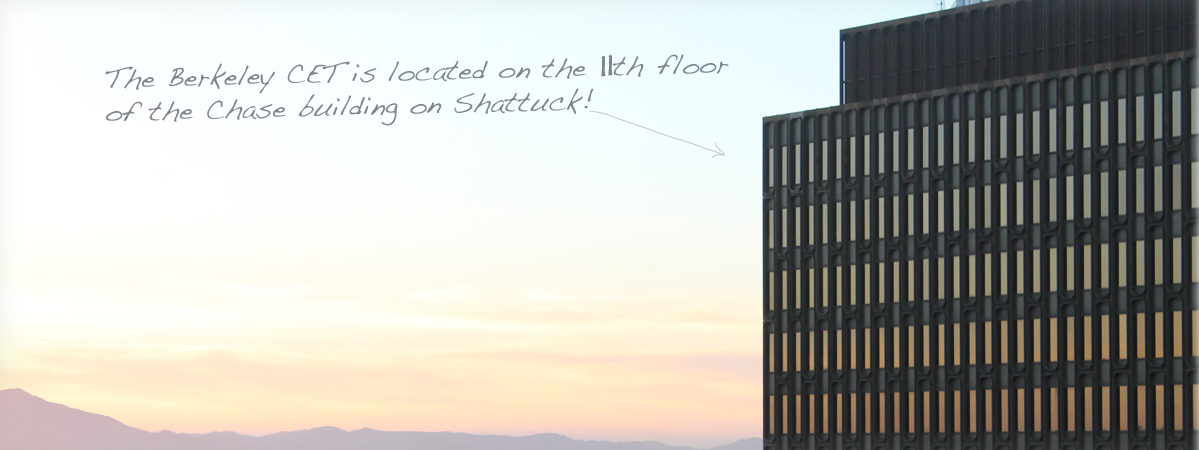 The Berkeley CET is located on the 11th floor
of the Chase building on Shattuck!